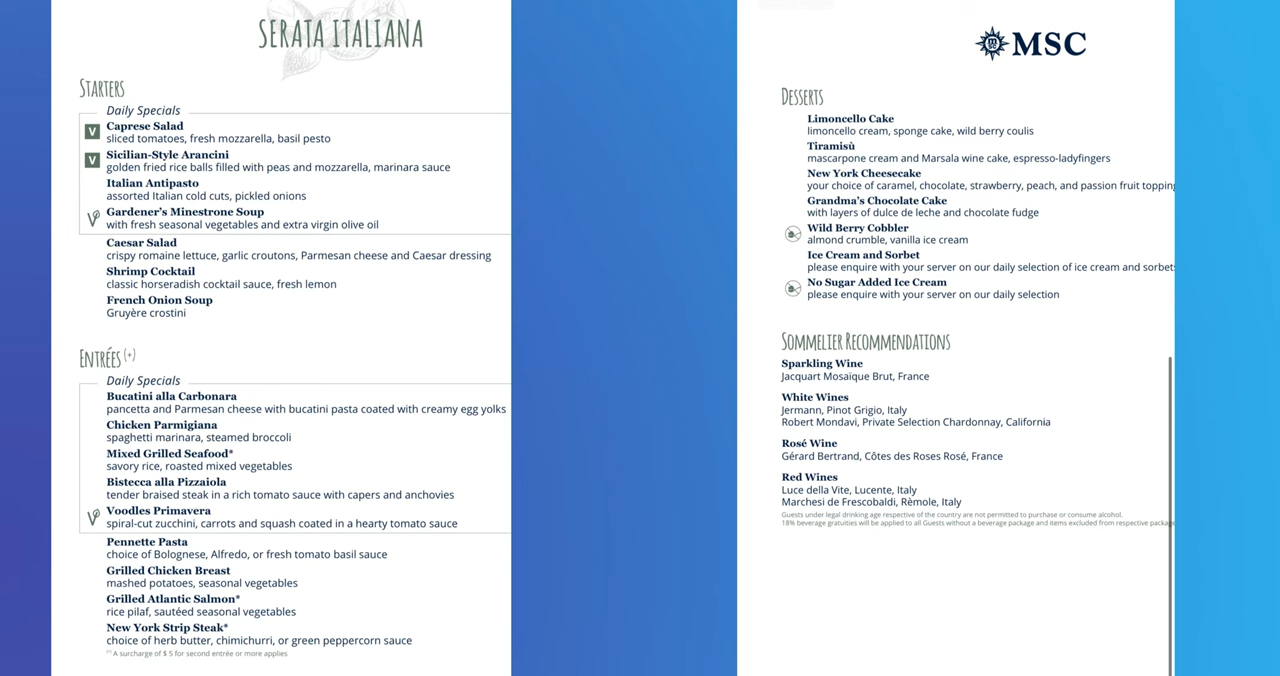 SERATA ITALIANA
STARTERS
Daily Specials
V
Caprese Salad
sliced tomatoes, fresh mozzarella, basil pesto
V
Sicilian-Style Arancini
golden fried rice balls filled with peas and mozzarella, marinara sauce
Italian Antipasto
assorted Italian cold cuts, pickled onions
V
Gardener's Minestrone Soup
with fresh seasonal vegetables and extra virgin olive oil
Caesar Salad
crispy romaine lettuce, garlic croutons, Parmesan cheese and Caesar dressing
Shrimp Cocktail
classic horseradish cocktail sauce, fresh lemon
French Onion Soup
Gruyère crostini
ENTRÉES (+)
Daily Specials
Bucatini alla Carbonara
pancetta and Parmesan cheese with bucatini pasta coated with creamy egg yolks
Chicken Parmigiana
spaghetti marinara, steamed broccoli
Mixed Grilled Seafood*
savory rice, roasted mixed vegetables
Bistecca alla Pizzaiola
tender braised steak in a rich tomato sauce with capers and anchovies
V
Voodles Primavera
spiral-cut zucchini, carrots and squash coated in a hearty tomato sauce
Pennette Pasta
choice of Bolognese, Alfredo, or fresh tomato basil sauce
Grilled Chicken Breast
mashed potatoes, seasonal vegetables
Grilled Atlantic Salmon*
rice pilaf, sautéed seasonal vegetables
New York Strip Steak*
choice of herb butter, chimichurri, or green peppercorn sauce
(+) A surcharge of $ 5 for second entrée or more applies
MSC
DESSERTS
Limoncello Cake
limoncello cream, sponge cake, wild berry coulis
Tiramisù
mascarpone cream and Marsala wine cake, espresso-ladyfingers
New York Cheesecake
your choice of caramel, chocolate, strawberry, peach, and passion fruit topping
Grandma's Chocolate Cake
with layers of dulce de leche and chocolate fudge
Wild Berry Cobbler
almond crumble, vanilla ice cream
Ice Cream and Sorbet
please enquire with your server on our daily selection of ice cream and sorbets
No Sugar Added Ice Cream
please enquire with your server on our daily selection
SOMMELIER RECOMMENDATIONS
Sparkling Wine
Jacquart Mosaïque Brut, France
White Wines
Jermann, Pinot Grigio, Italy
Robert Mondavi, Private Selection Chardonnay, California
Rosé Wine
Gérard Bertrand, Côtes des Roses Rosé, France
Red Wines
Luce della Vite, Lucente, Italy
Marchesi de Frescobaldi, Rèmole, Italy
Guests under legal drinking age respective of the country are not permitted to purchase or consume alcohol.
18% beverage gratuities will be applied to all Guests without a beverage package and items excluded from respective package